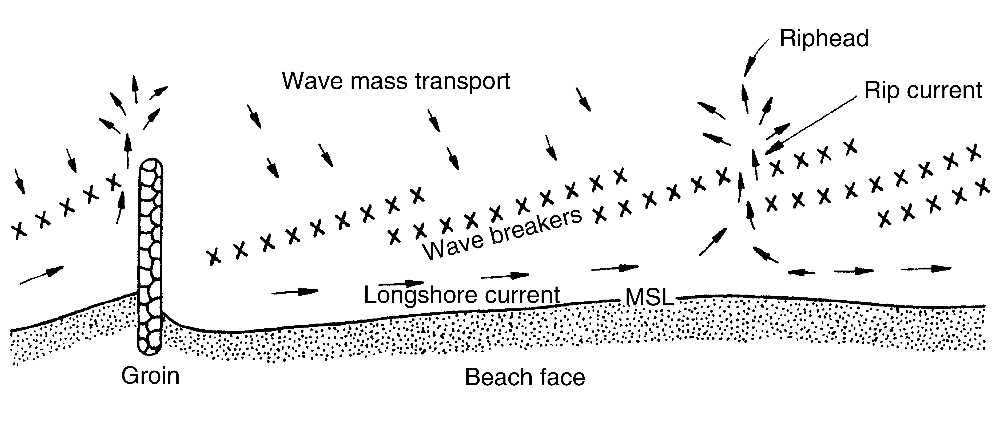 Riphead
Wave mass transport
Rip current
Wave breakers
Longshore current
MSL
Groin
Beach face